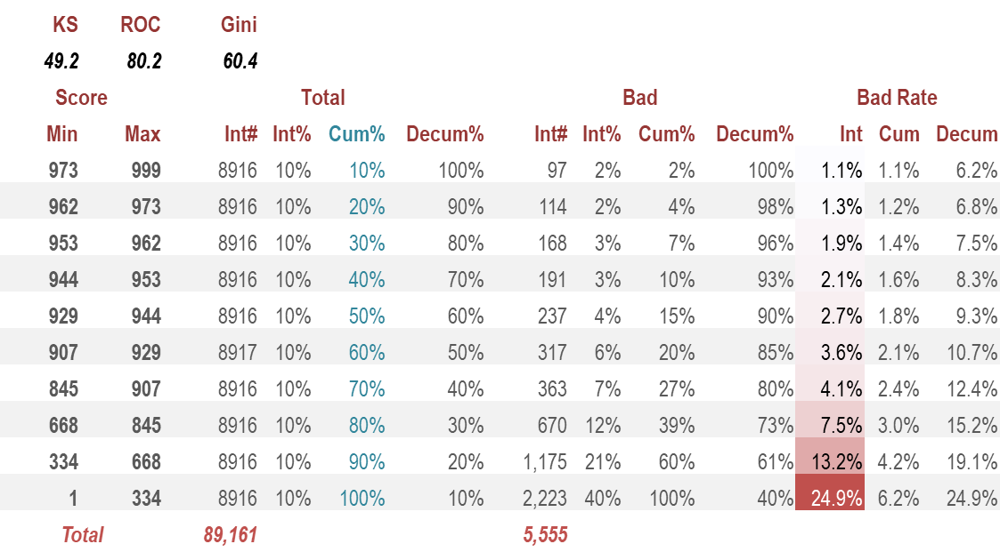 KS ROC Gini
49.2 80.2 60.4
Score Total Bad Bad Rate
Min Max Int# Int% Cum% Decum% Int# Int% Cum% Decum% Int Cum Decum
973 999 8916 10% 10% 100% 97 2% 2% 100% 1.1% 1.1% 6.2%
962 973 8916 10% 20% 90% 114 2% 4% 98% 1.3% 1.2% 6.8%
953 962 8916 10% 30% 80% 168 3% 7% 96% 1.9% 1.4% 7.5%
944 953 8916 10% 40% 70% 191 3% 10% 93% 2.1% 1.6% 8.3%
929 944 8916 10% 50% 60% 237 4% 15% 90% 2.7% 1.8% 9.3%
907 929 8917 10% 60% 50% 317 6% 20% 85% 3.6% 2.1% 10.7%
845 907 8916 10% 70% 40% 363 7% 27% 80% 4.1% 2.4% 12.4%
668 845 8916 10% 80% 30% 670 12% 39% 73% 7.5% 3.0% 15.2%
334 668 8916 10% 90% 20% 1,175 21% 60% 61% 13.2% 4.2% 19.1%
1 334 8916 10% 100% 10% 2,223 40% 100% 40% 24.9% 6.2% 24.9%
Total 89,161 5,555